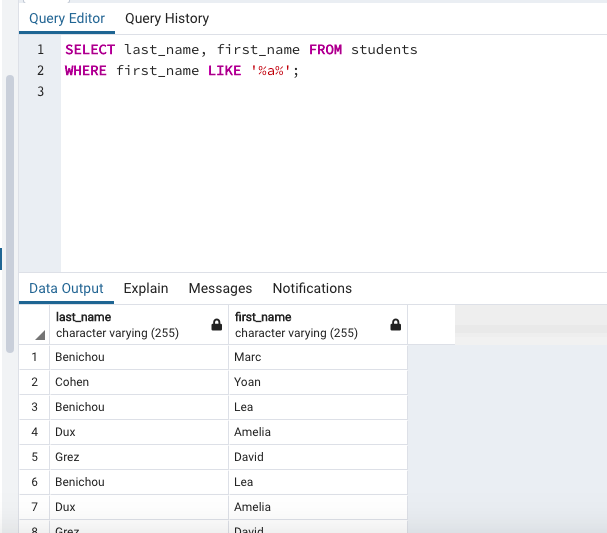 Query Editor Query History
1 SELECT last_name, first_name FROM students
2 WHERE first_name LIKE '%a%';
3
Data Output Explain Messages Notifications
last_name first_name
character varying (255) character varying (255)
1 Benichou Marc
2 Cohen Yoan
3 Benichou Lea
4 Dux Amelia
5 Grez David
6 Benichou Lea
7 Dux Amelia
8 Grez David